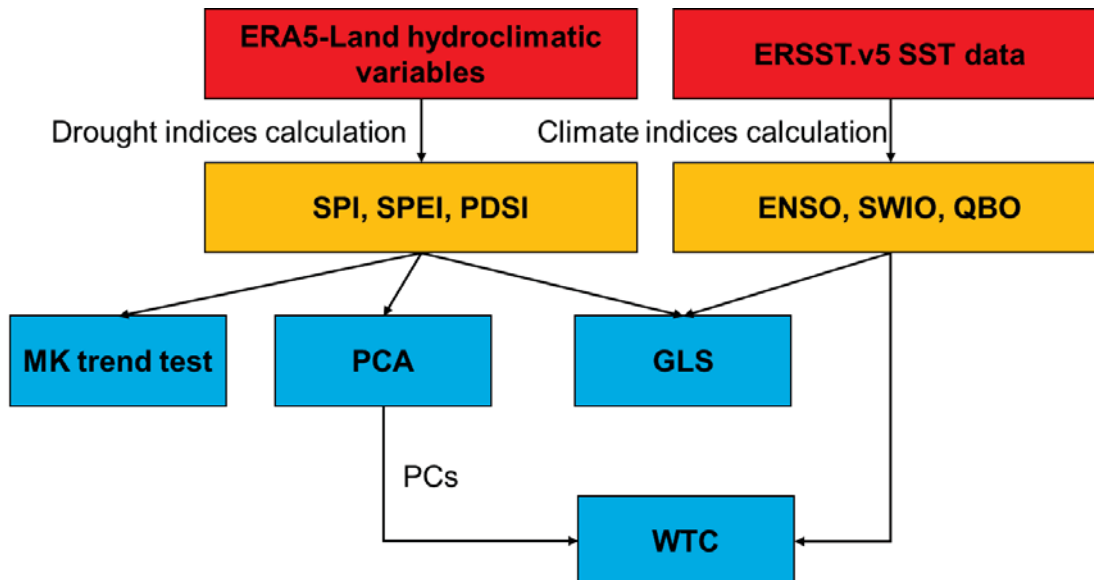 ERA5-Land hydroclimatic
variables
ERSST.v5 SST data
Drought indices calculation
Climate indices calculation
SPI, SPEI, PDSI
ENSO, SWIO, QBO
MK trend test
PCA
GLS
PCs
WTC